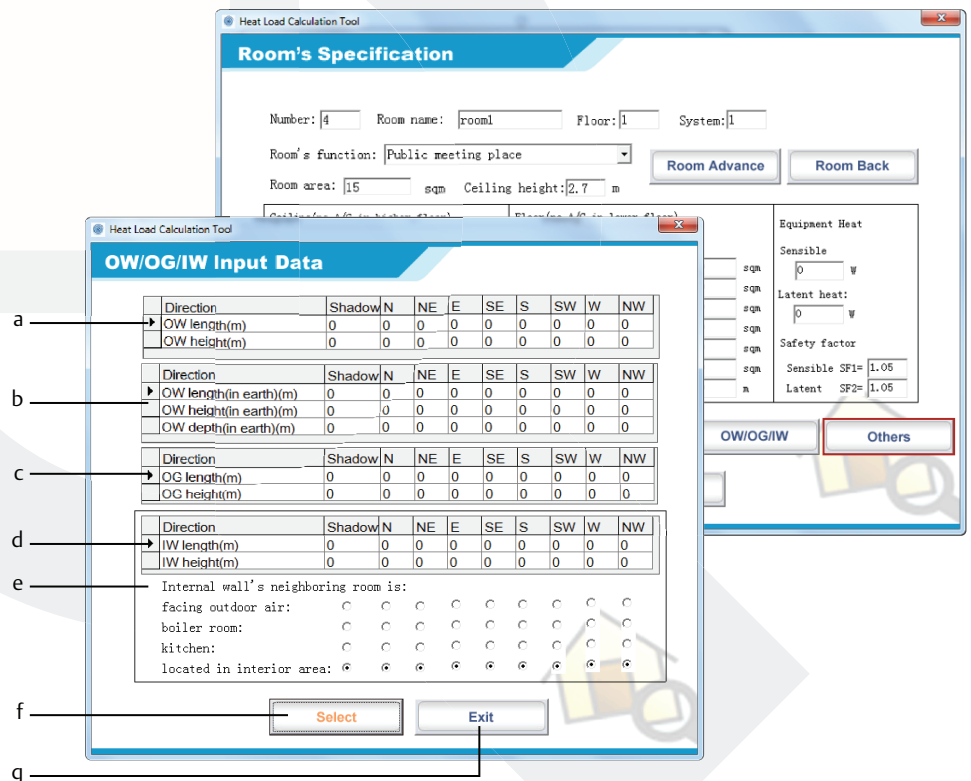 Heat Load Calculation Tool
Room's Specification
Number: 4 Room name: room1 Floor: 1 System: 1
Room's function: Public meeting place
Room Advance Room Back
Room area: 15 sqm Ceiling height: 2.7 m
Ceiling(no A/C in higher floor) Floor(no A/C in lower floor)
Equipment Heat
Sensible
sqm 0 W
sqm Latent heat:
sqm 0 W
sqm
sqm Safety factor
sqm Sensible SF1= 1.05
m Latent SF2= 1.05
OW/OG/IW Others
Heat Load Calculation Tool
OW/OG/IW Input Data
Direction Shadow N NE E SE S SW W NW
a OW length(m) 0 0 0 0 0 0 0 0 0
OW height(m) 0 0 0 0 0 0 0 0 0
Direction Shadow N NE E SE S SW W NW
b OW length(in earth)(m) 0 0 0 0 0 0 0 0 0
OW height(in earth)(m) 0 0 0 0 0 0 0 0 0
OW depth(in earth)(m) 0 0 0 0 0 0 0 0 0
Direction Shadow N NE E SE S SW W NW
c OG length(m) 0 0 0 0 0 0 0 0 0
OG height(m) 0 0 0 0 0 0 0 0 0
Direction Shadow N NE E SE S SW W NW
d IW length(m) 0 0 0 0 0 0 0 0 0
IW height(m) 0 0 0 0 0 0 0 0 0
e Internal wall's neighboring room is:
facing outdoor air:
boiler room:
kitchen:
located in interior area:
f Select Exit
g